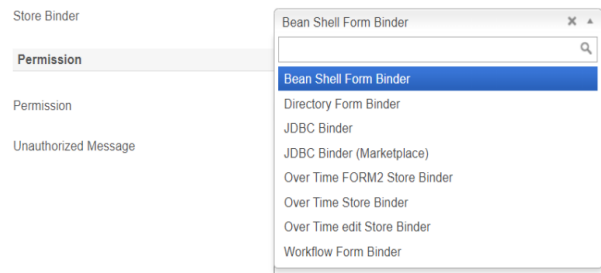 Store Binder
Bean Shell Form Binder
Permission
Bean Shell Form Binder
Directory Form Binder
Permission
JDBC Binder
Unauthorized Message
JDBC Binder (Marketplace)
Over Time FORM2 Store Binder
Over Time Store Binder
Over Time edit Store Binder
Workflow Form Binder